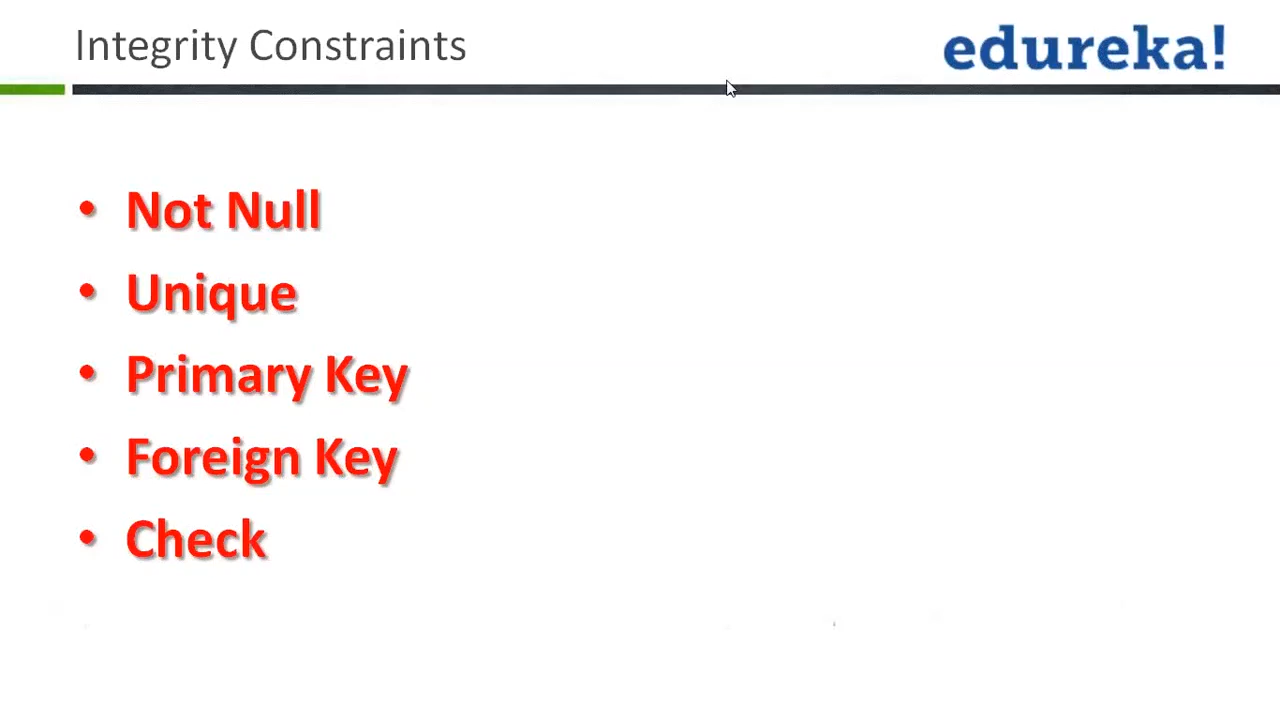 Integrity Constraints
edureka!
• Not Null
• Unique
• Primary Key
• Foreign Key
• Check